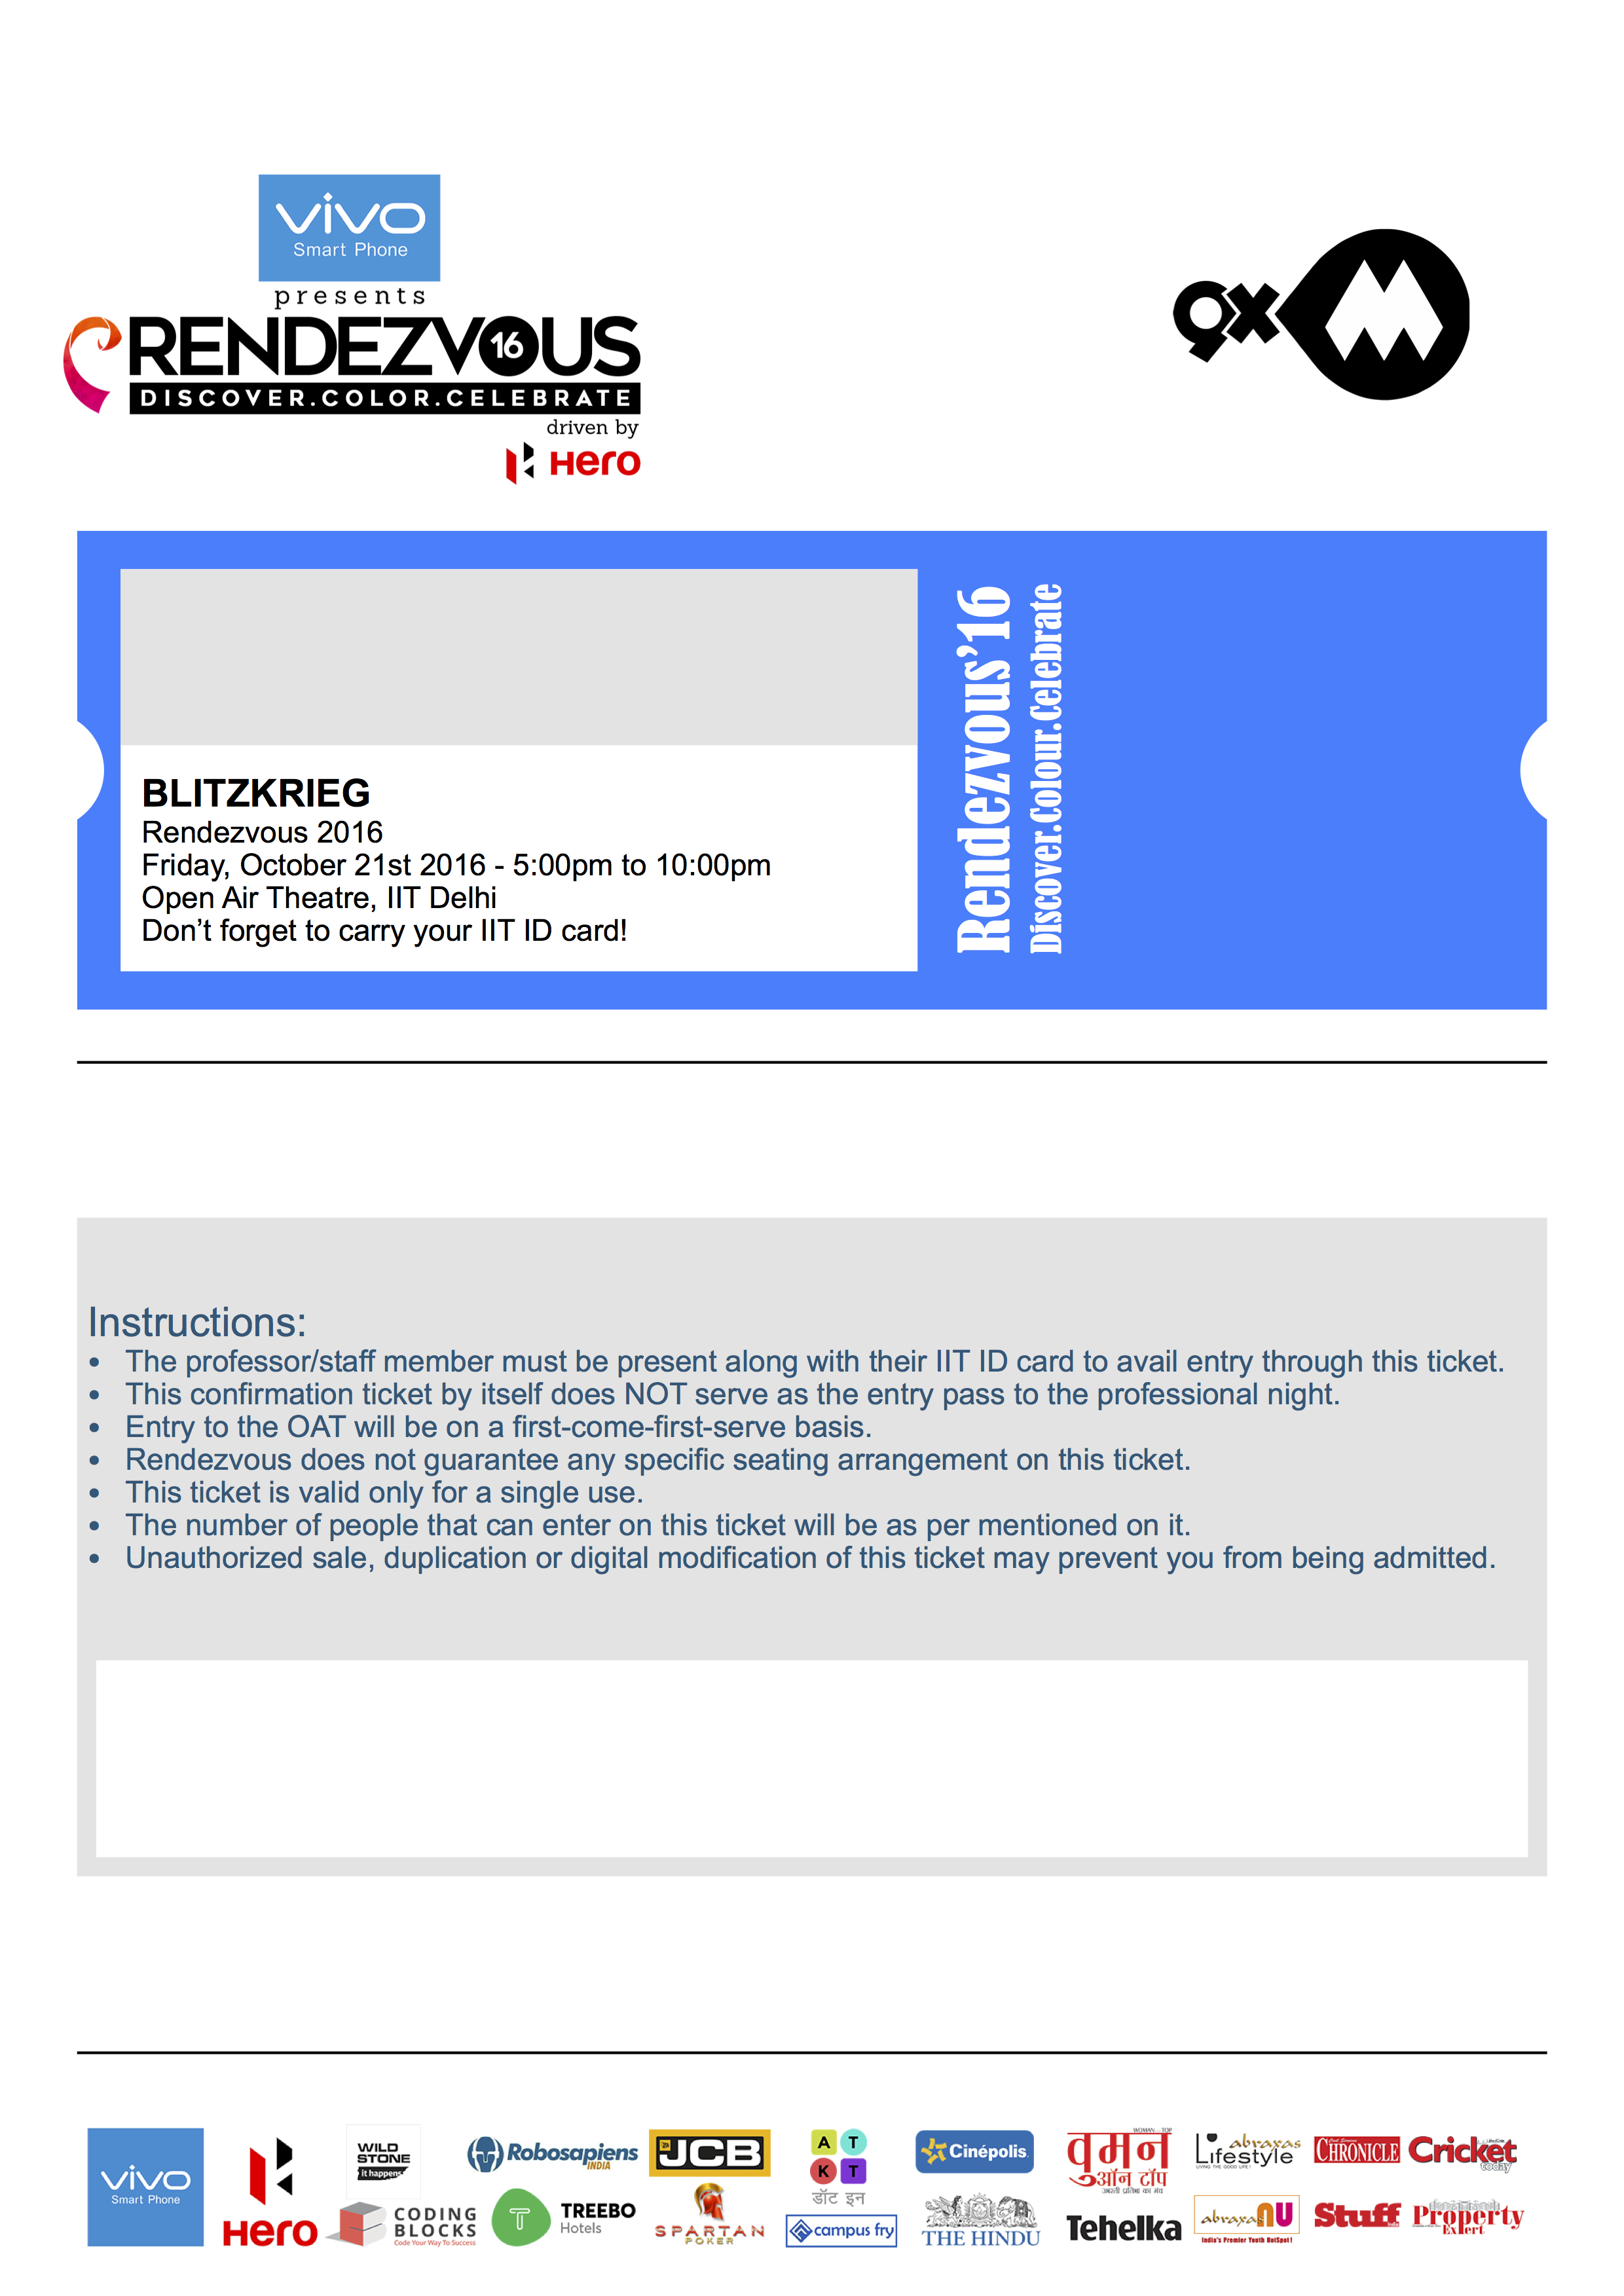 vivo
Smart Phone
presents
RENDEZVOUS
16
DISCOVER.COLOR.CELEBRATE
driven by
Hero
9XM
BLITZKRIEG
Rendezvous 2016
Friday, October 21st 2016 - 5:00pm to 10:00pm
Open Air Theatre, IIT Delhi
Don’t forget to carry your IIT ID card!
Rendezvous’16
Discover.Colour.Celebrate
Instructions:
• The professor/staff member must be present along with their IIT ID card to avail entry through this ticket.
• This confirmation ticket by itself does NOT serve as the entry pass to the professional night.
• Entry to the OAT will be on a first-come-first-serve basis.
• Rendezvous does not guarantee any specific seating arrangement on this ticket.
• This ticket is valid only for a single use.
• The number of people that can enter on this ticket will be as per mentioned on it.
• Unauthorized sale, duplication or digital modification of this ticket may prevent you from being admitted.
vivo
Smart Phone
Hero
WILD
STONE
it happens
CODING
BLOCKS
Code Your Way To Success
Robosapiens
INDIA
TREEBO
Hotels
JCB
SPARTAN
POKER
A T
K T
डॉट इन
campus fry
Cinépolis
THE HINDU
WOMAN TOP
वुमन
ऑन टॉप
Tehelka
abraxas
Lifestyle
LIVING THE GOOD LIFE!
abraxas NU
India's Premier Youth HotSpot!
CHRONICLE
Stuff
Cricket
today
Property
Expert